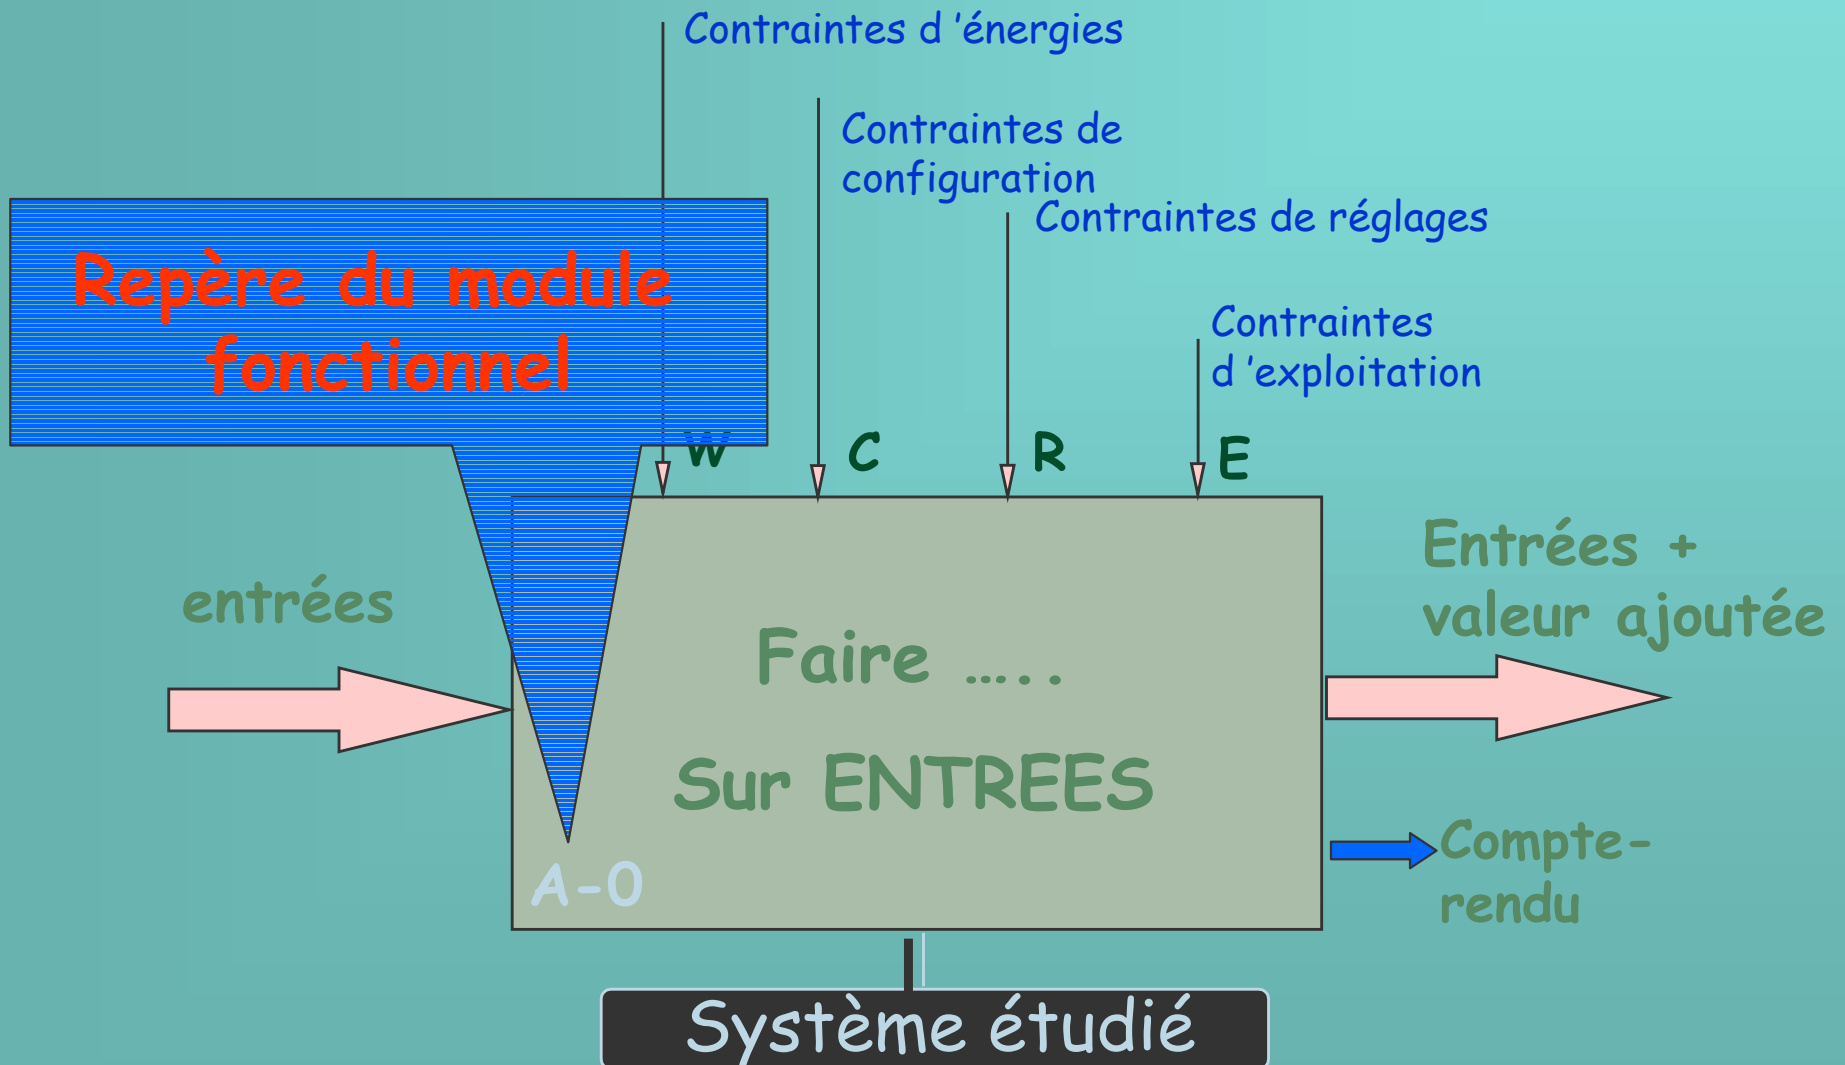 Contraintes d ’énergies
Contraintes de
configuration
Contraintes de réglages
Contraintes
d ’exploitation
Repère du module
fonctionnel
W
C
R
E
entrées
Entrées +
valeur ajoutée
Faire …..
Sur ENTREES
Compte-
rendu
A-0
Système étudié